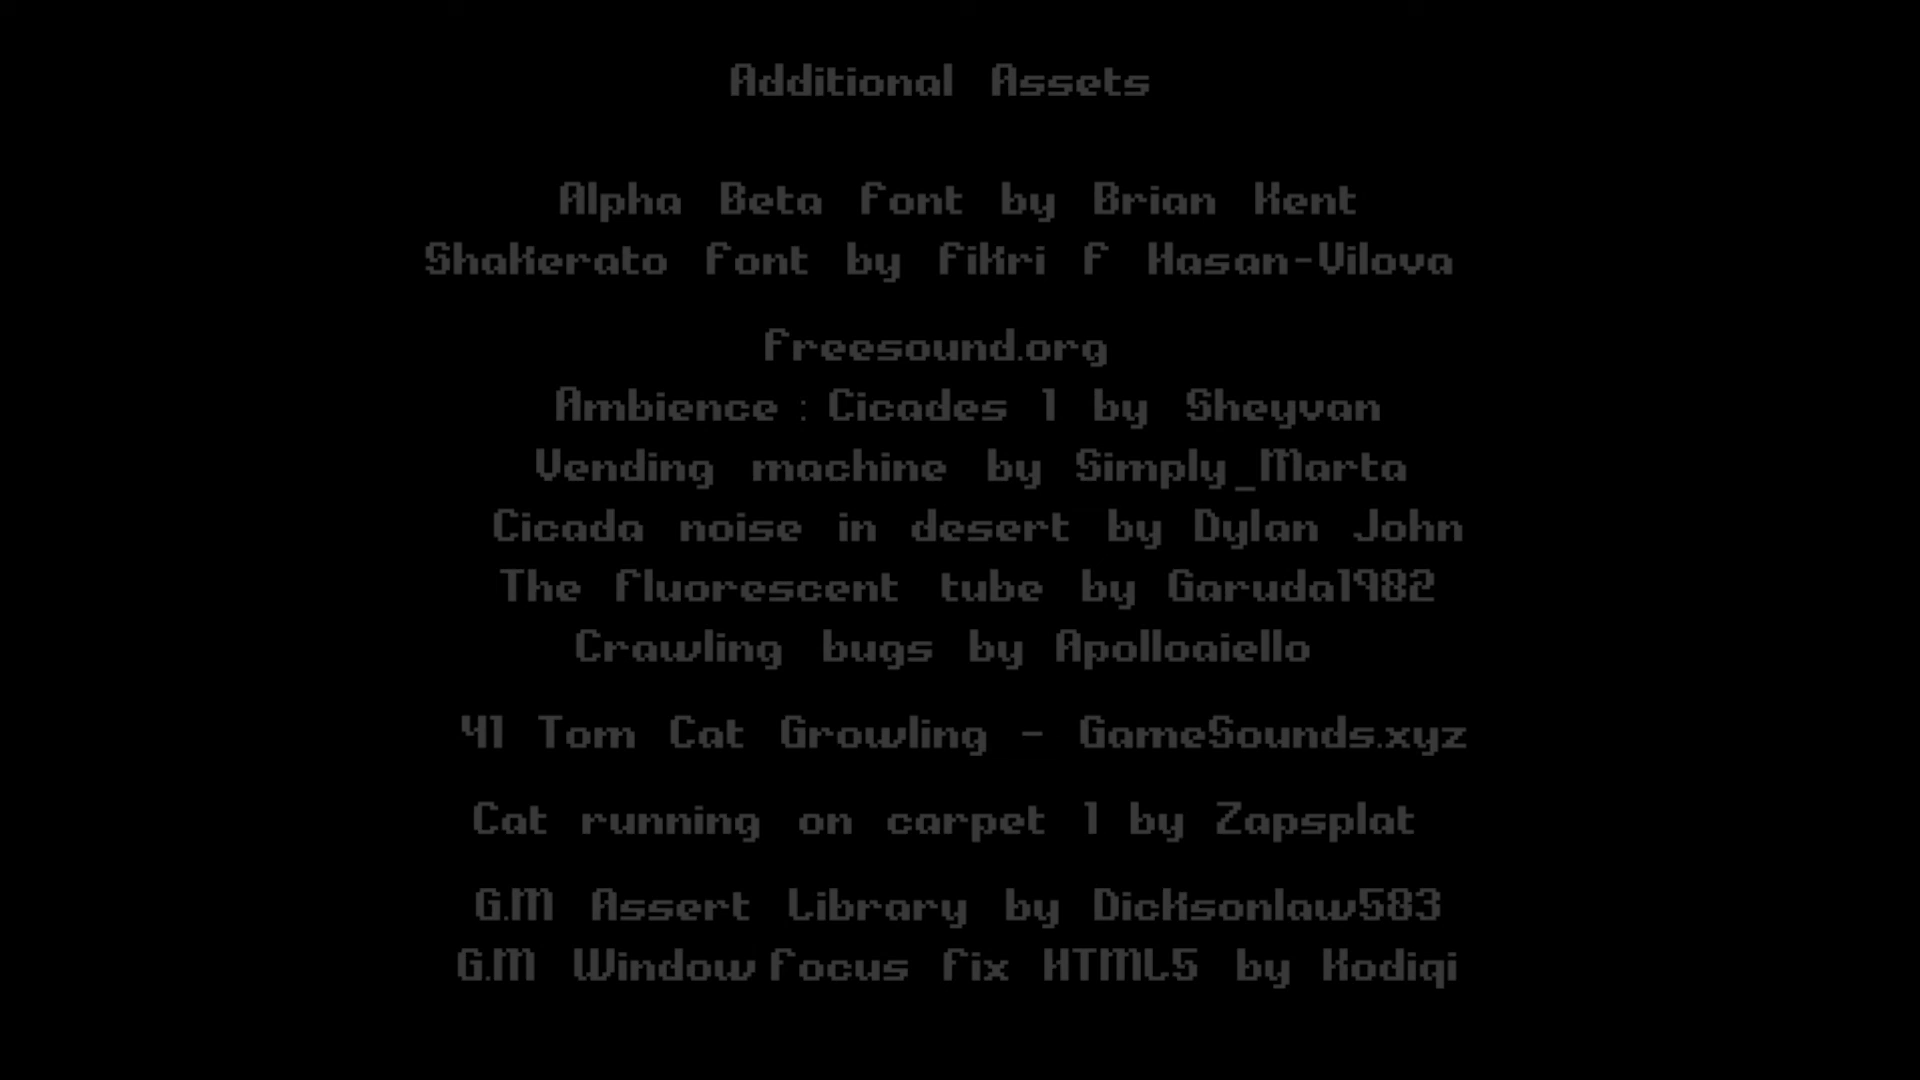 Additional Assets
Alpha Beta font by Brian Kent
Shakerato font by Fikri F Hasan-Vilova
freesound.org
Ambience : Cicades 1 by Sheyvan
Vending machine by Simply_Marta
Cicada noise in desert by Dylan John
The fluorescent tube by Garuda1982
Crawling bugs by Apolloaiello
41 Tom Cat Growling - GameSounds.xyz
Cat running on carpet 1 by Zapsplat
G.M Assert Library by Dicksonlaw583
G.M Window focus fix HTML5 by Kodiqi